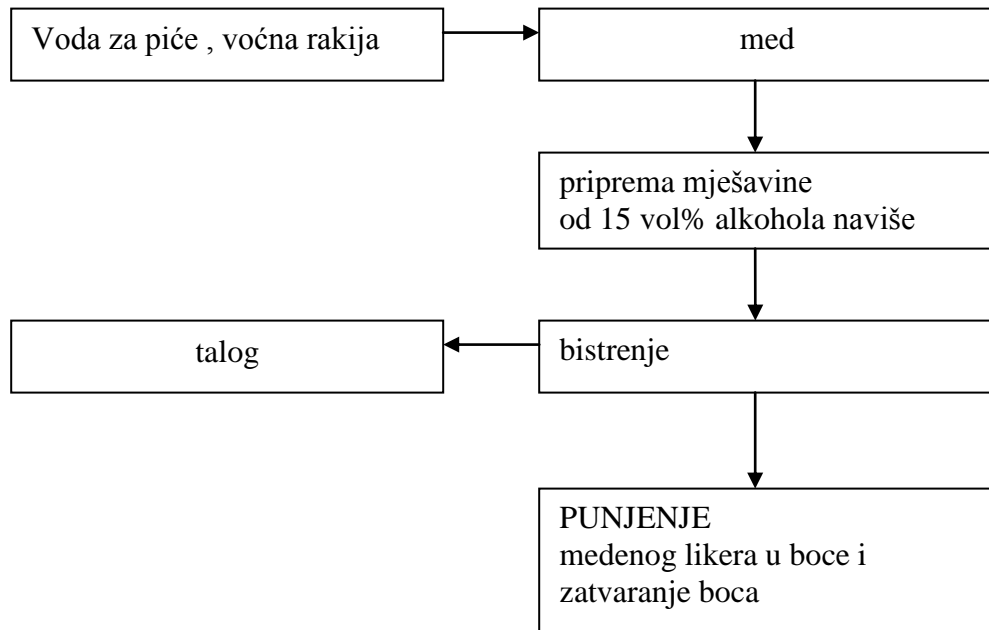 Voda za piće , voćna rakija
med
priprema mješavine
od 15 vol% alkohola naviše
talog
bistrenje
PUNJENJE
medenog likera u boce i
zatvaranje boca